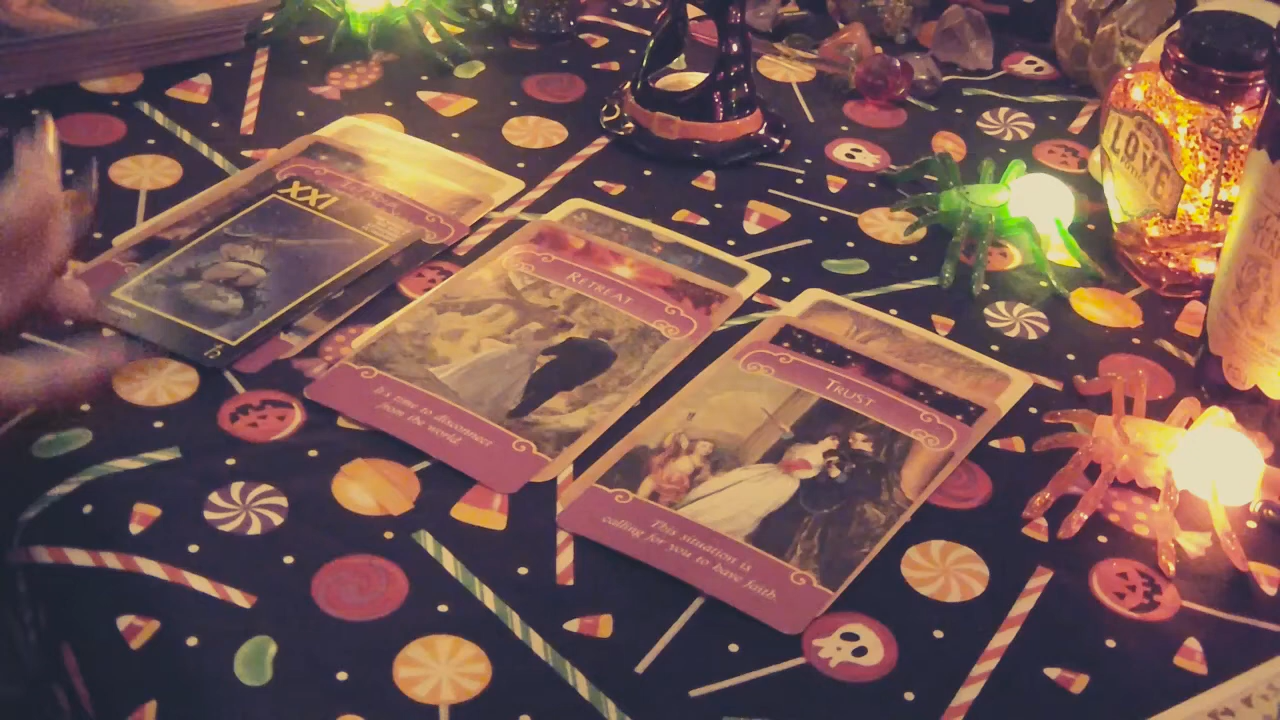 XXI
RETREAT
It's time to disconnect
from the world
TRUST
This situation is
calling for you to have faith.
LOVE